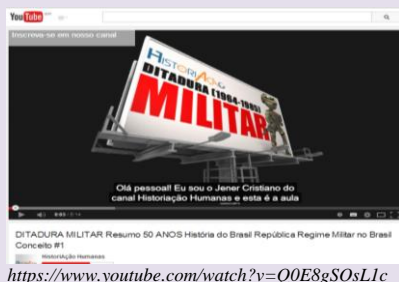 YouTube
Inscreva-se em nosso canal
HISTORIAÇÃO
DITADURA (1964-1985)
MILITAR
Olá pessoal! Eu sou o Jener Cristiano do
canal Historiação Humanas e esta é a aula
DITADURA MILITAR Resumo 50 ANOS História do Brasil República Regime Militar no Brasil
Conceito #1
HistoriAção Humanas
https://www.youtube.com/watch?v=O0E8gSOsL1c